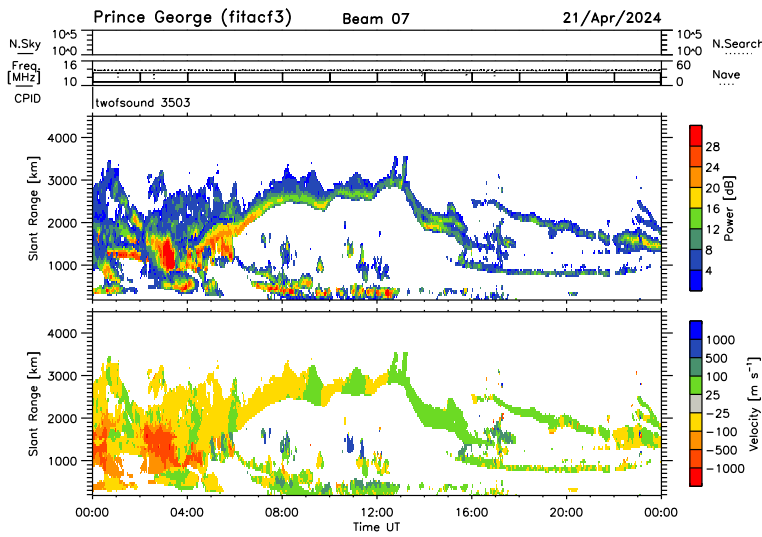 Prince George (fitacf3) Beam 07 21/Apr/2024
N.Sky 10^5 10^5 N.Search
10^0 10^0
Freq. 16 60
[MHz] 10 0 Nave
CPID twofsound 3503
4000
3000
2000
1000
Slant Range [km]
28
24
20
16
12
8
4
Power [dB]
4000
3000
2000
1000
Slant Range [km]
1000
500
100
25
-25
-100
-500
-1000
Velocity [m s^-1]
00:00 04:00 08:00 12:00 16:00 20:00 00:00
Time UT